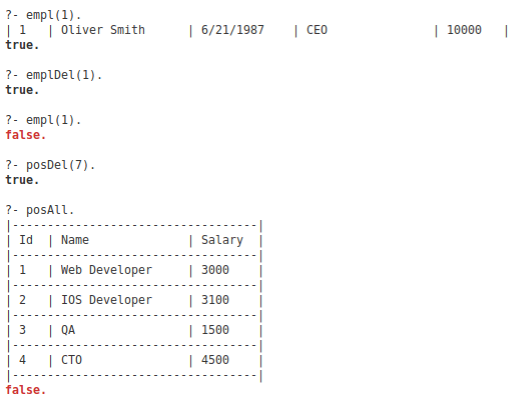 ?- empl(1).
| 1   | Oliver Smith      | 6/21/1987    | CEO               | 10000   |
true.
?- emplDel(1).
true.
?- empl(1).
false.
?- posDel(7).
true.
?- posAll.
|-----------------------------------|
| Id  | Name              | Salary  |
|-----------------------------------|
| 1   | Web Developer     | 3000    |
|-----------------------------------|
| 2   | IOS Developer     | 3100    |
|-----------------------------------|
| 3   | QA                | 1500    |
|-----------------------------------|
| 4   | CTO               | 4500    |
|-----------------------------------|
false.